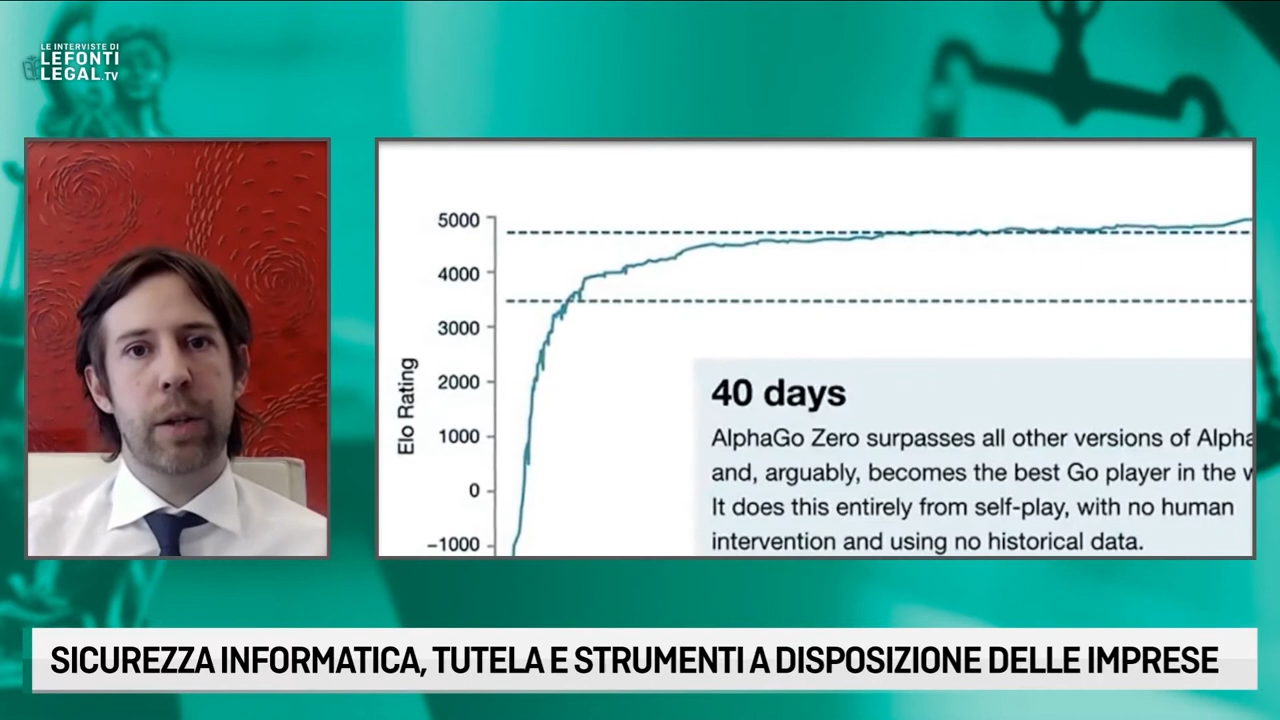 LE INTERVISTE DI
LEFONTI
LEGAL.TV
5000
4000
3000
2000
1000
0
−1000
Elo Rating
40 days
AlphaGo Zero surpasses all other versions of Alpha
and, arguably, becomes the best Go player in the w
It does this entirely from self-play, with no human
intervention and using no historical data.
SICUREZZA INFORMATICA, TUTELA E STRUMENTI A DISPOSIZIONE DELLE IMPRESE